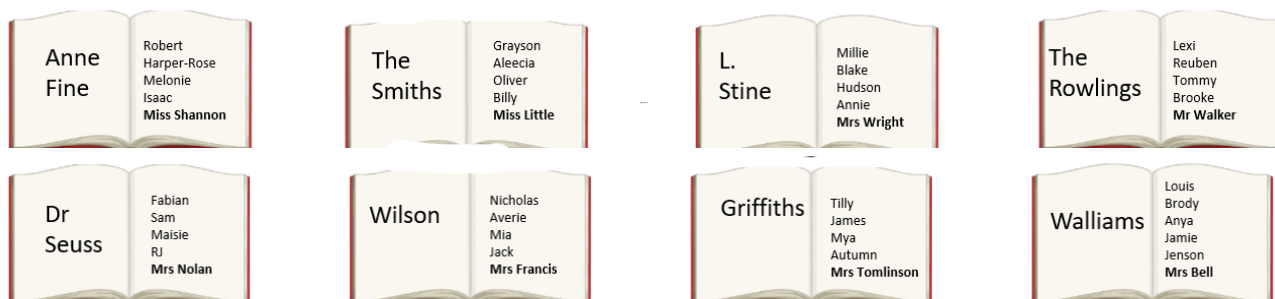 Anne
Fine
Robert
Harper-Rose
Melonie
Isaac
Miss Shannon
The
Smiths
Grayson
Aleecia
Oliver
Billy
Miss Little
L.
Stine
Millie
Blake
Hudson
Annie
Mrs Wright
The
Rowlings
Lexi
Reuben
Tommy
Brooke
Mr Walker
Dr
Seuss
Fabian
Sam
Maisie
RJ
Mrs Nolan
Wilson
Nicholas
Averie
Mia
Jack
Mrs Francis
Griffiths
Tilly
James
Mya
Autumn
Mrs Tomlinson
Walliams
Louis
Brody
Anya
Jamie
Jenson
Mrs Bell